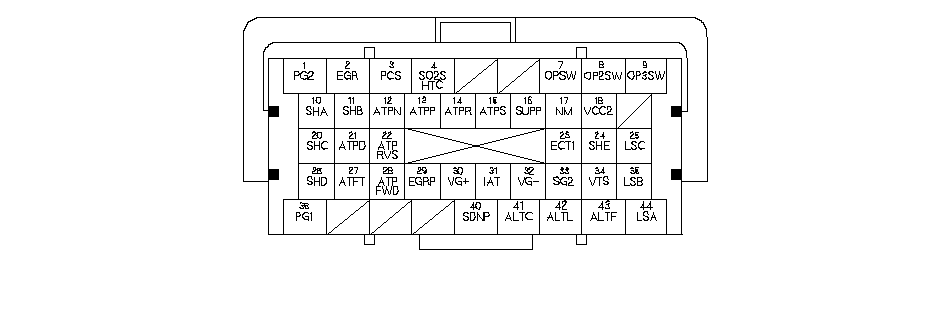 1 2 3 4 7 8 9
PG2 EGR PCS SO2S HTC OPSW OP2SW OP3SW
10 11 12 13 14 15 16 17 18
SHA SHB ATPN ATPP ATPR ATPS SUPP NM VCC2
20 21 22 23 24 25
SHC ATPD ATP RVS ECT1 SHE LSC
26 27 28 29 30 31 32 33 34 35
SHD ATFT ATP FWD EGRP VG+ IAT VG- SG2 VTS LSB
36 40 41 42 43 44
PG1 SDNP ALTC ALTL ALTF LSA